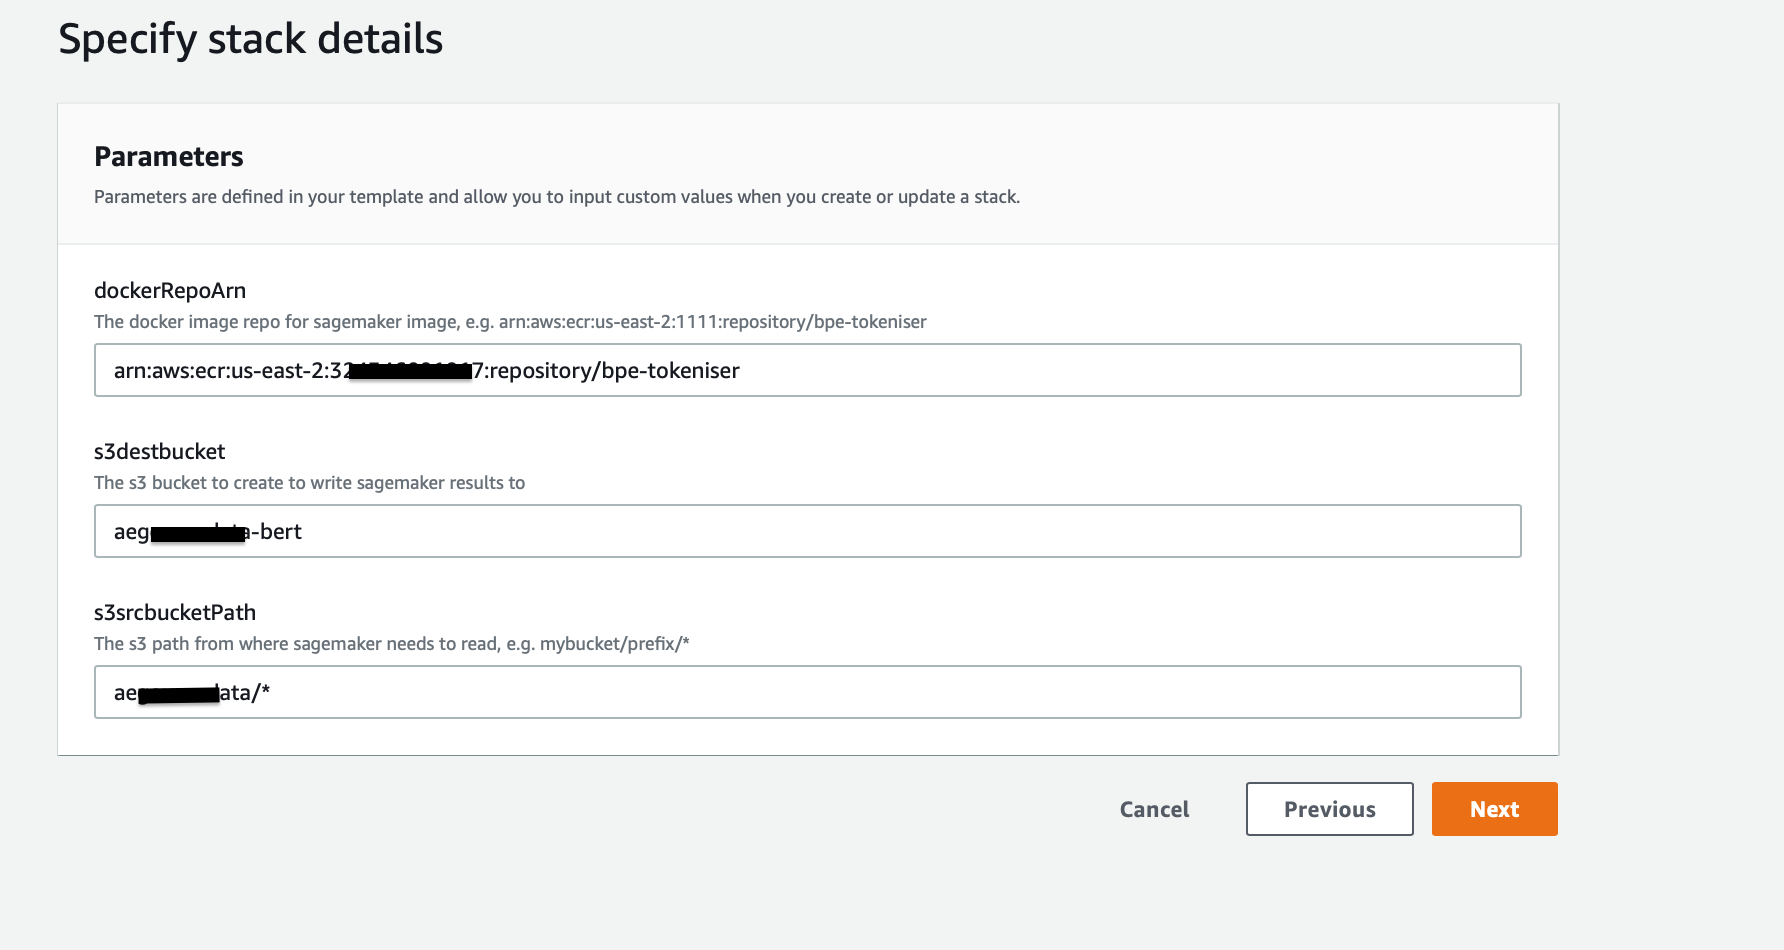 Specify stack details
Parameters
Parameters are defined in your template and allow you to input custom values when you create or update a stack.
dockerRepoArn
The docker image repo for sagemaker image, e.g. arn:aws:ecr:us-east-2:1111:repository/bpe-tokeniser
arn:aws:ecr:us-east-2:32 7:repository/bpe-tokeniser
s3destbucket
The s3 bucket to create to write sagemaker results to
aeg a-bert
s3srcbucketPath
The s3 path from where sagemaker needs to read, e.g. mybucket/prefix/*
ae ata/*
Cancel
Previous
Next